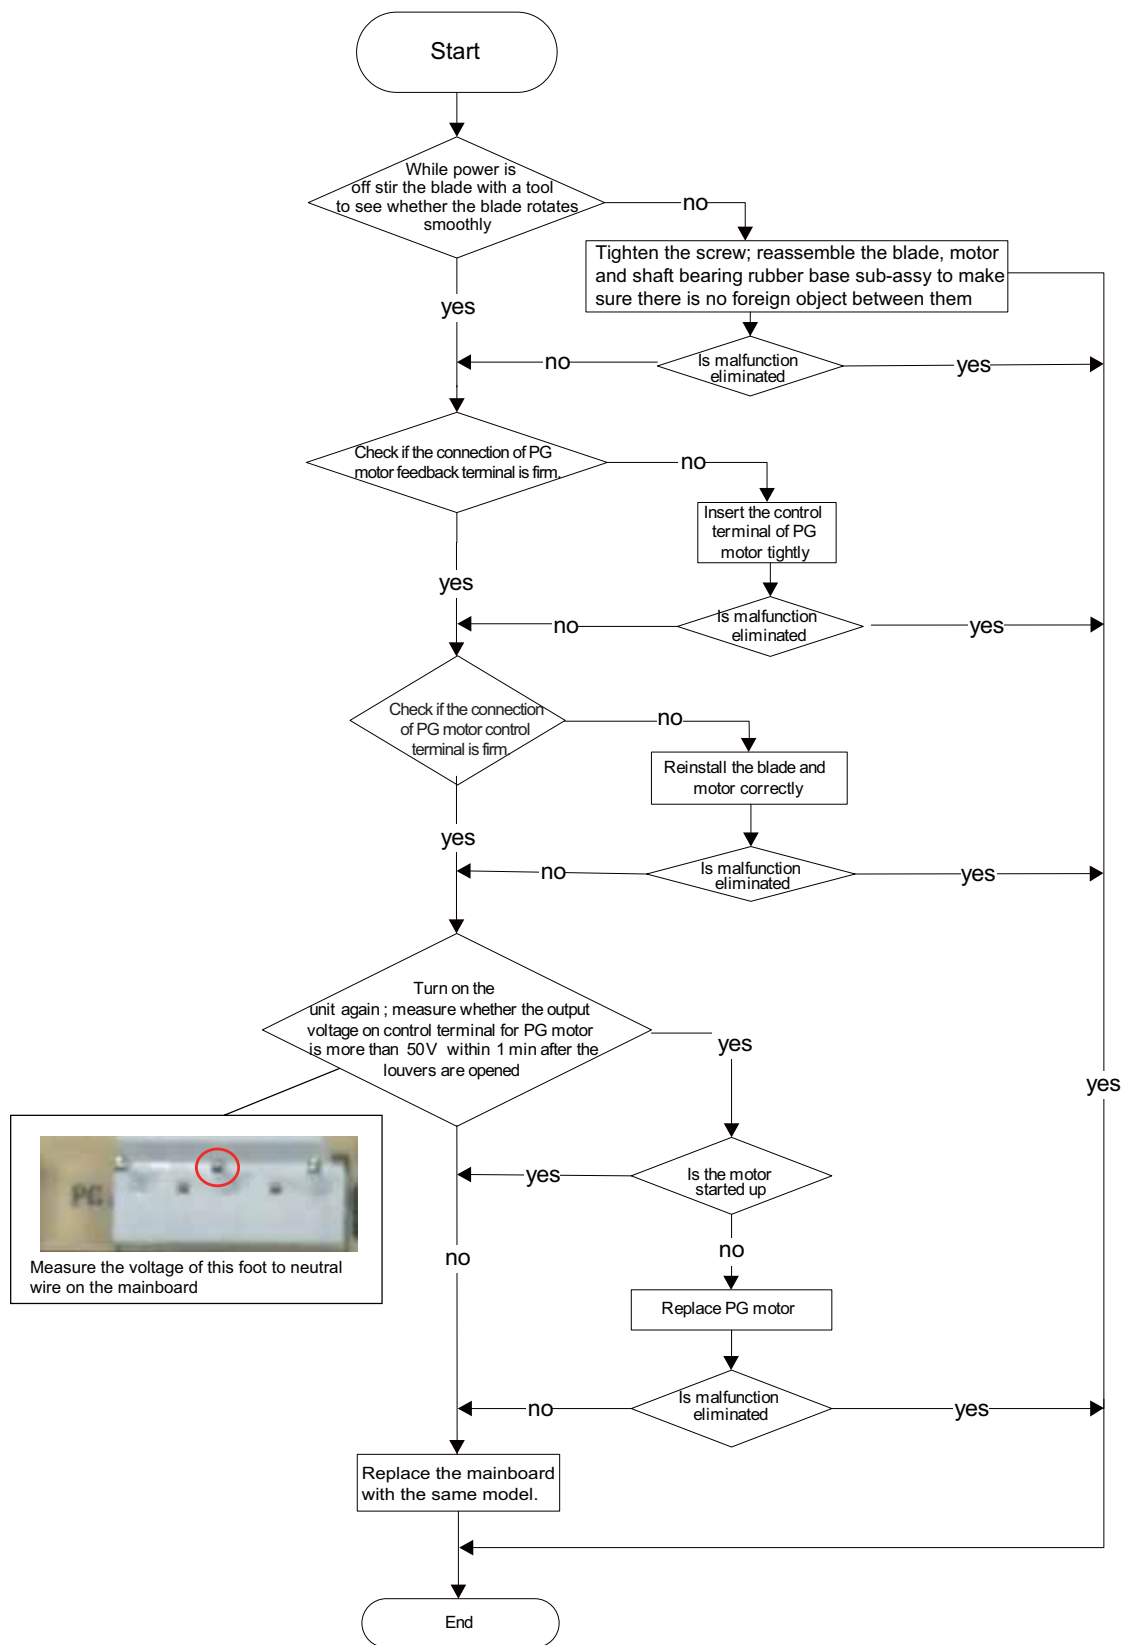 Start
While power is
off stir the blade with a tool
to see whether the blade rotates
smoothly
no
Tighten the screw; reassemble the blade, motor
and shaft bearing rubber base sub-assy to make
sure there is no foreign object between them
yes
no
Is malfunction
eliminated
yes
Check if the connection of PG
motor feedback terminal is firm.
no
Insert the control
terminal of PG
motor tightly
yes
no
Is malfunction
eliminated
yes
Check if the connection
of PG motor control
terminal is firm.
no
Reinstall the blade and
motor correctly
yes
no
Is malfunction
eliminated
yes
Turn on the
unit again ; measure whether the output
voltage on control terminal for PG motor
is more than 50V within 1 min after the
louvers are opened
yes
yes
PG
Measure the voltage of this foot to neutral
wire on the mainboard
yes
Is the motor
started up
no
no
Replace PG motor
no
Is malfunction
eliminated
yes
Replace the mainboard
with the same model.
End